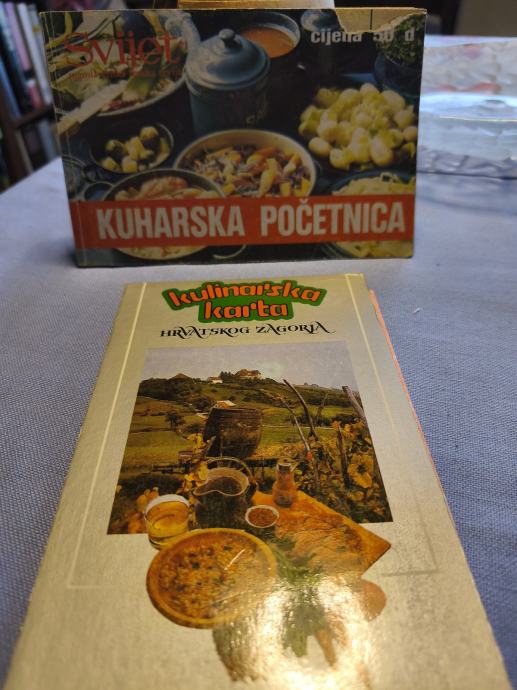 Svijet
cijena 50 d
KUHARSKA POČETNICA
kulinarska
karta
HRVATSKOG ZAGORJA